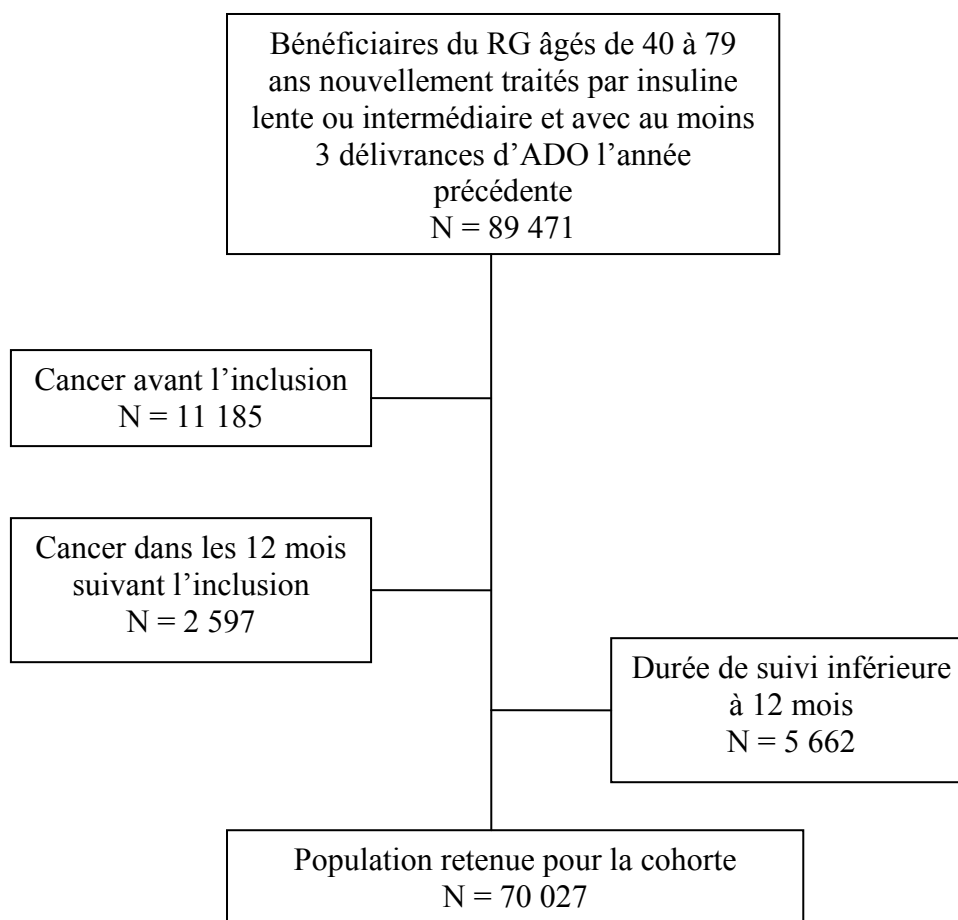 Bénéficiaires du RG âgés de 40 à 79
ans nouvellement traités par insuline
lente ou intermédiaire et avec au moins
3 délivrances d’ADO l’année
précédente
N = 89 471
Cancer avant l’inclusion
N = 11 185
Cancer dans les 12 mois
suivant l’inclusion
N = 2 597
Durée de suivi inférieure
à 12 mois
N = 5 662
Population retenue pour la cohorte
N = 70 027